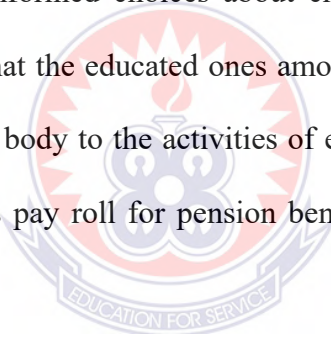 nformed choices about e
hat the educated ones amo
body to the activities of e
pay roll for pension ben
EDUCATION FOR SERVICE